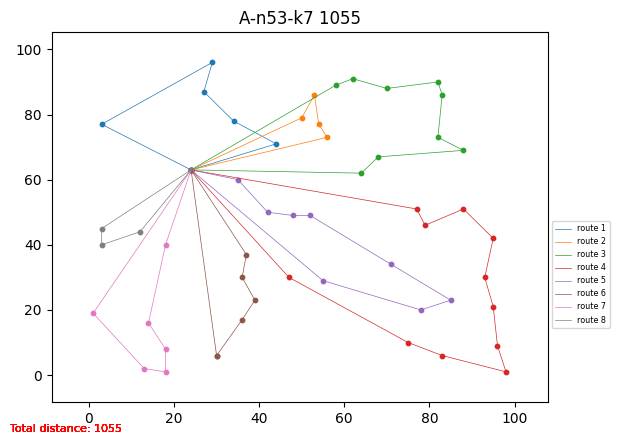 A-n53-k7 1055
100
80
60
40
20
0
0 20 40 60 80 100
route 1
route 2
route 3
route 4
route 5
route 6
route 7
route 8
Total distance: 1055